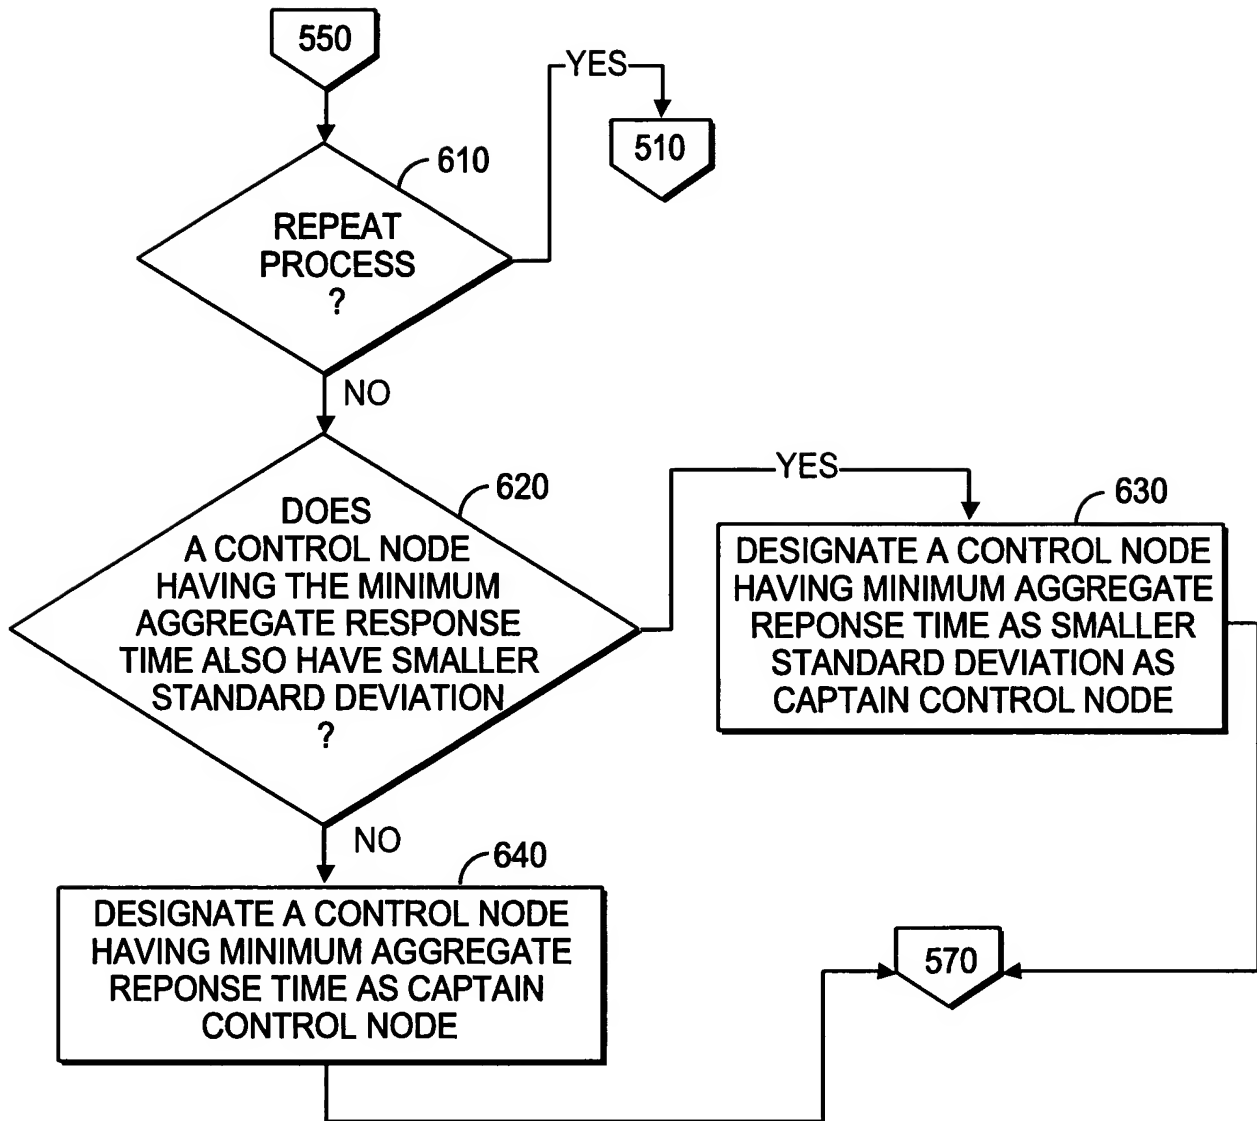 550
YES
510
610
REPEAT
PROCESS
?
NO
620
DOES
A CONTROL NODE
HAVING THE MINIMUM
AGGREGATE RESPONSE
TIME ALSO HAVE SMALLER
STANDARD DEVIATION
?
YES
630
DESIGNATE A CONTROL NODE
HAVING MINIMUM AGGREGATE
REPONSE TIME AS SMALLER
STANDARD DEVIATION AS
CAPTAIN CONTROL NODE
NO
640
DESIGNATE A CONTROL NODE
HAVING MINIMUM AGGREGATE
REPONSE TIME AS CAPTAIN
CONTROL NODE
570